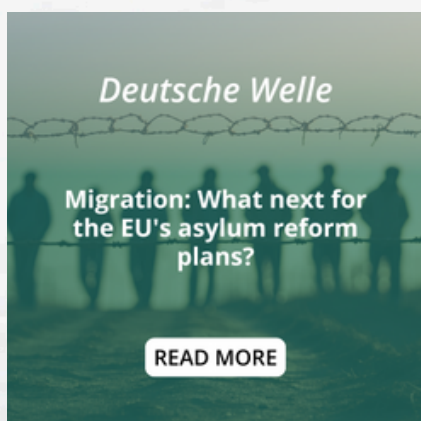 Deutsche Welle
Migration: What next for
the EU's asylum reform
plans?
READ MORE